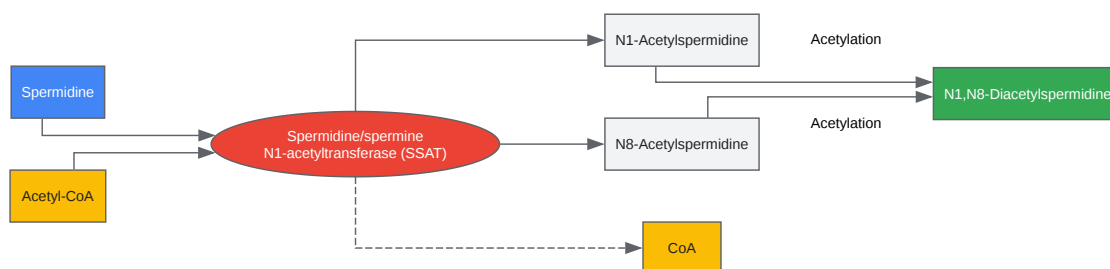 N1-Acetylspermidine
Acetylation
Spermidine
N1,N8-Diacetylspermidine
Acetylation
Spermidine/spermine
N1-acetyltransferase (SSAT)
N8-Acetylspermidine
Acetyl-CoA
CoA